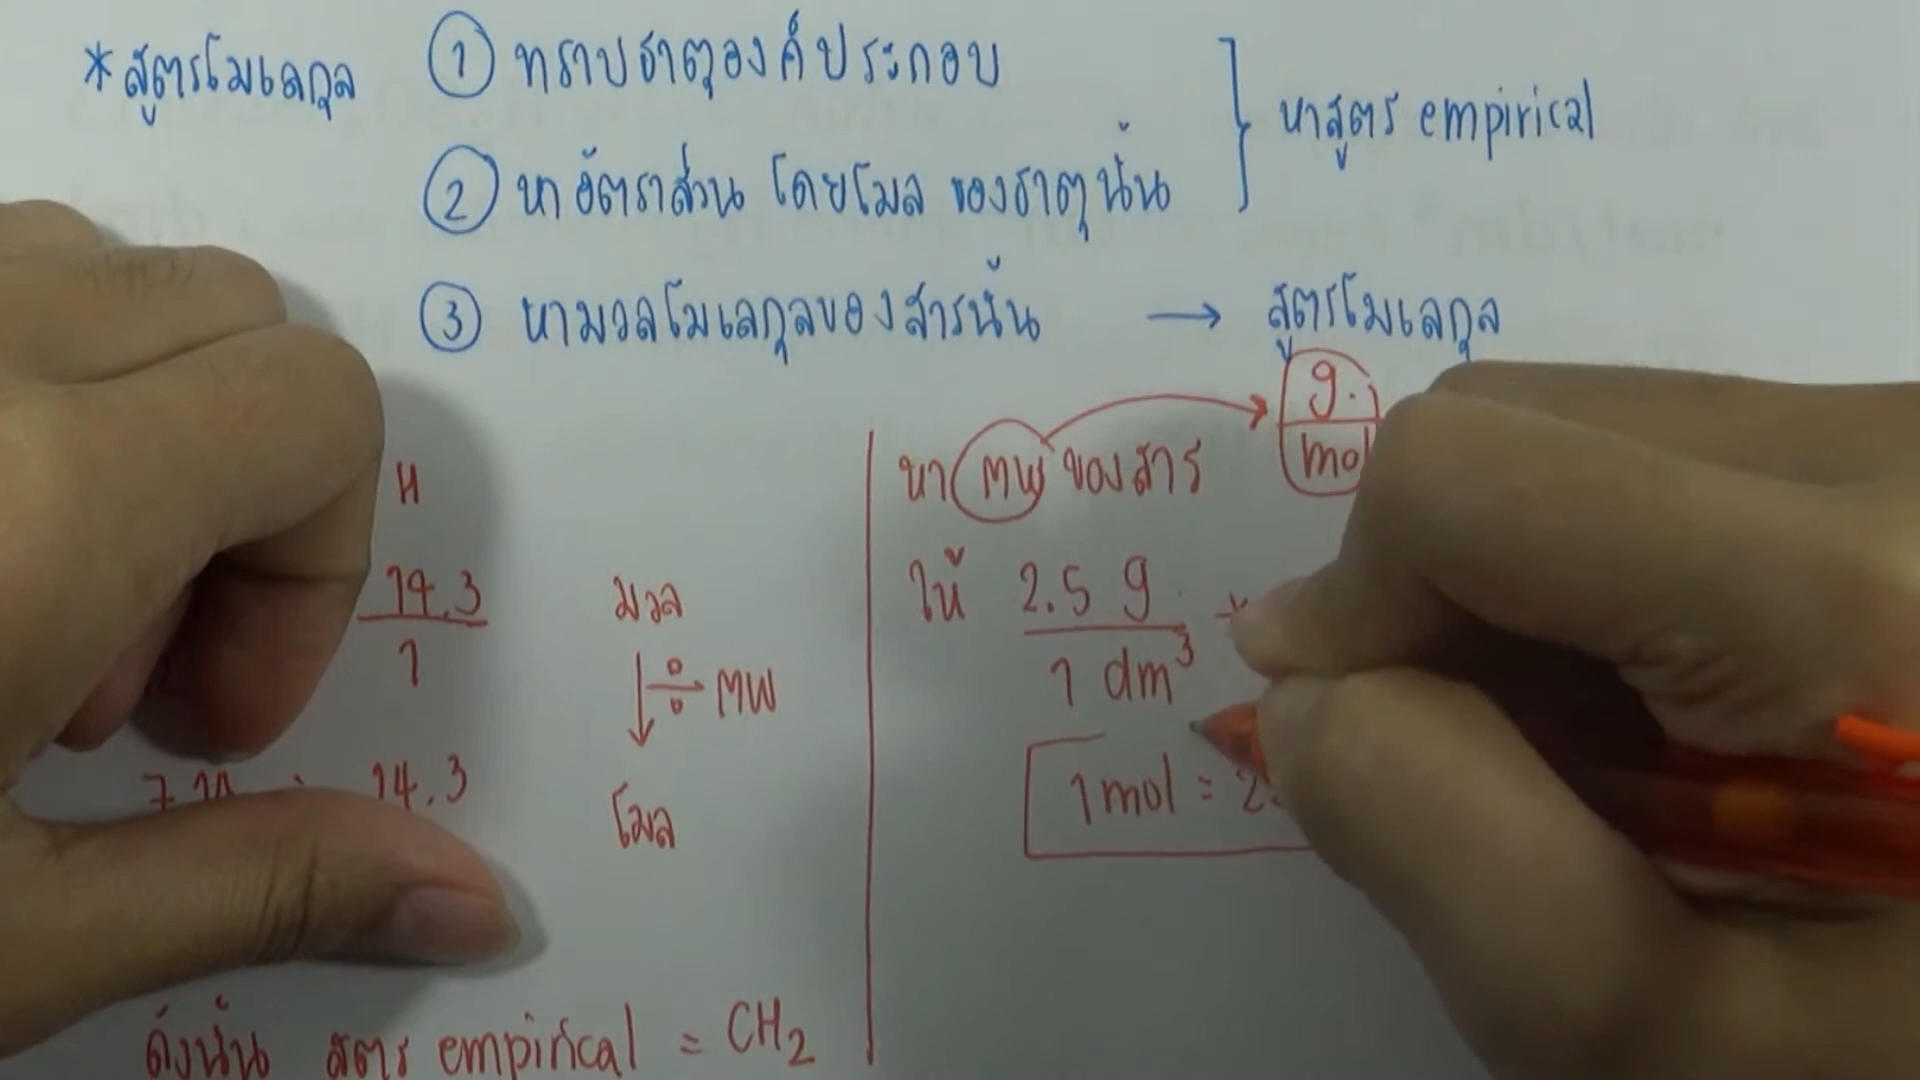 *สูตรโมเลกุล ① ทราบธาตุองค์ประกอบ
② หาอัตราส่วน โดยโมล ของธาตุนั้น
หาสูตร empirical
③ หามวลโมเลกุลของสารนั้น → สูตรโมเลกุล
H
14.3
1
14.3
มวล
÷ MW
โมล
ดังนั้น สูตร empirical = CH2
หา MW ของสาร
g.
ให้ 2.5 g.
1 dm3
1 mol =